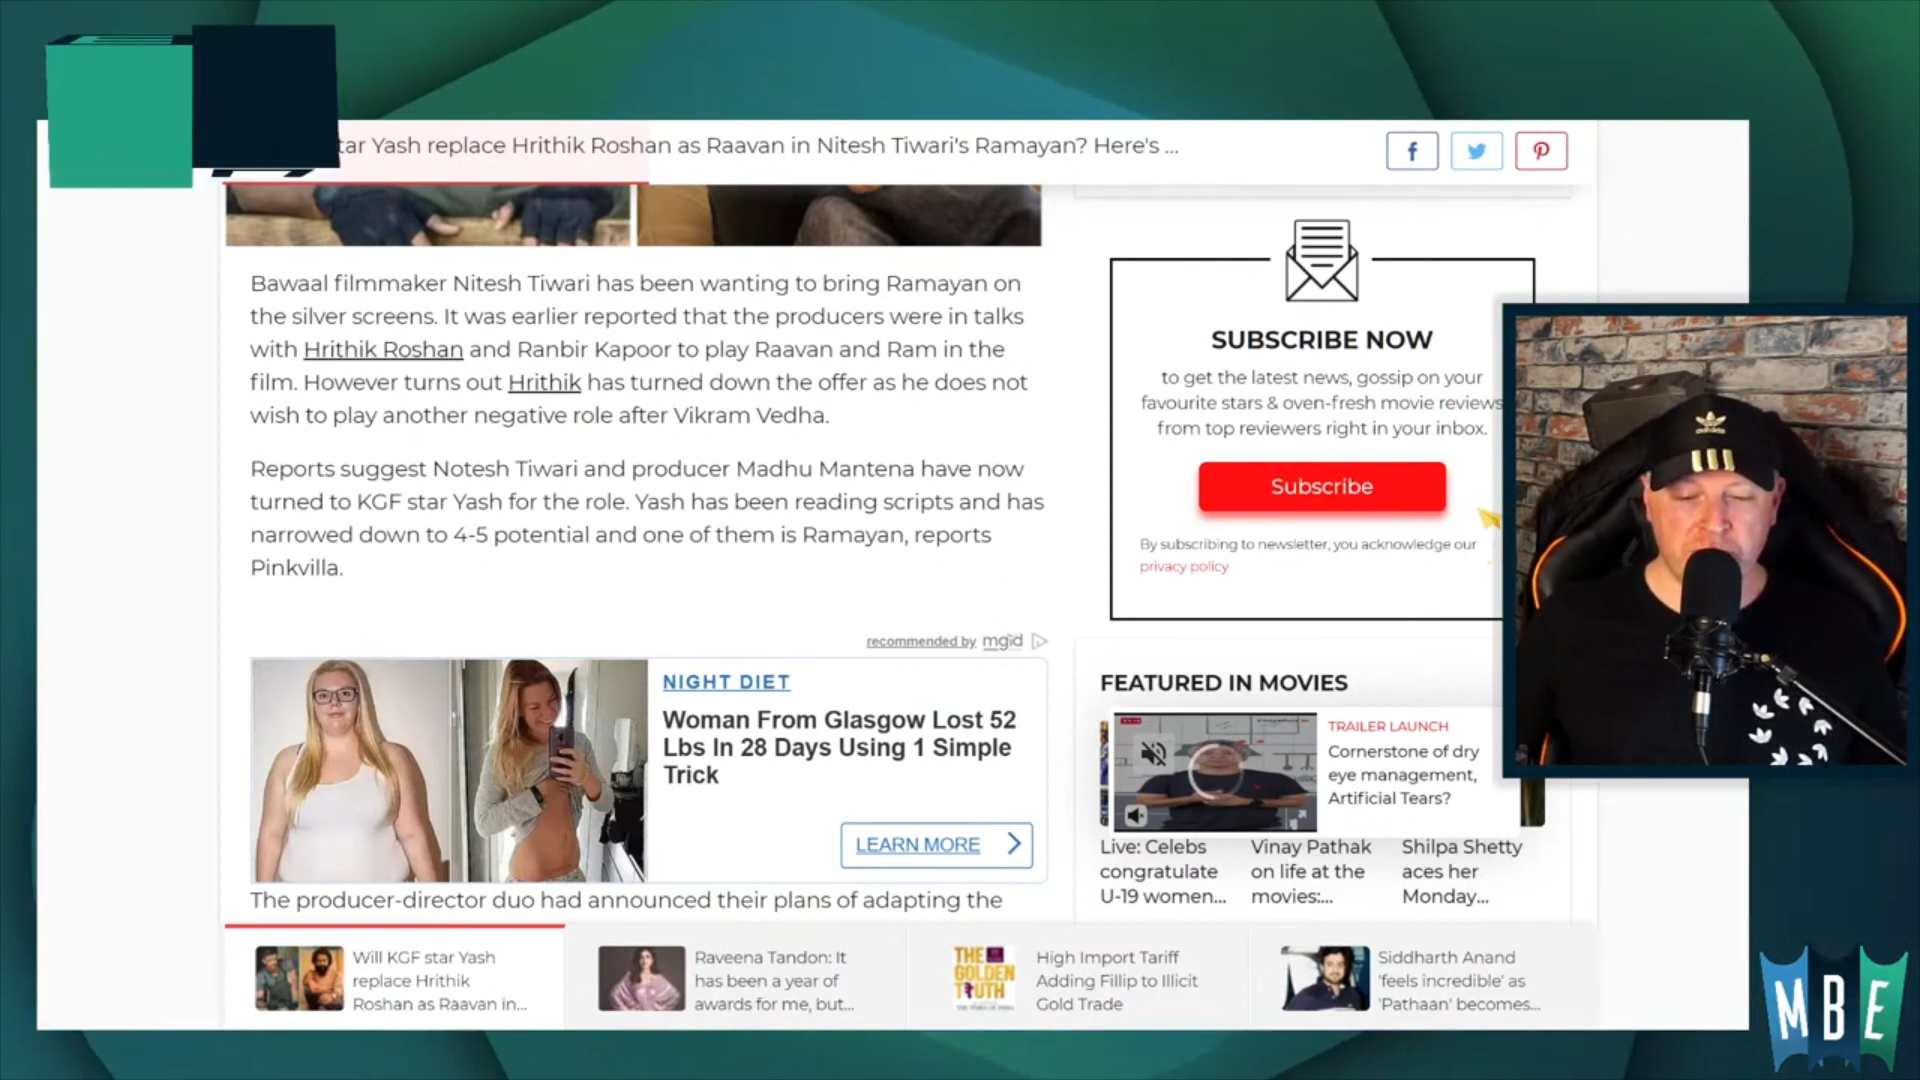 tar Yash replace Hrithik Roshan as Raavan in Nitesh Tiwari's Ramayan? Here's ...
Bawaal filmmaker Nitesh Tiwari has been wanting to bring Ramayan on
the silver screens. It was earlier reported that the producers were in talks
with Hrithik Roshan and Ranbir Kapoor to play Raavan and Ram in the
film. However turns out Hrithik has turned down the offer as he does not
wish to play another negative role after Vikram Vedha.
Reports suggest Notesh Tiwari and producer Madhu Mantena have now
turned to KGF star Yash for the role. Yash has been reading scripts and has
narrowed down to 4-5 potential and one of them is Ramayan, reports
Pinkvilla.
recommended by mgid
NIGHT DIET
Woman From Glasgow Lost 52
Lbs In 28 Days Using 1 Simple
Trick
LEARN MORE
The producer-director duo had announced their plans of adapting the
SUBSCRIBE NOW
to get the latest news, gossip on your
favourite stars & oven-fresh movie reviews
from top reviewers right in your inbox.
Subscribe
By subscribing to newsletter, you acknowledge our
privacy policy
FEATURED IN MOVIES
TRAILER LAUNCH
Cornerstone of dry
eye management,
Artificial Tears?
Live: Celebs
congratulate
U-19 women...
Vinay Pathak
on life at the
movies:...
Shilpa Shetty
aces her
Monday...
Will KGF star Yash
replace Hrithik
Roshan as Raavan in...
Raveena Tandon: It
has been a year of
awards for me, but...
THE
GOLDEN
TRUTH
High Import Tariff
Adding Fillip to Illicit
Gold Trade
Siddharth Anand
'feels incredible' as
'Pathaan' becomes...
MBE